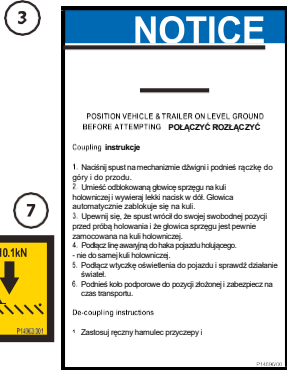 3
NOTICE
POSITION VEHICLE & TRAILER ON LEVEL GROUND
BEFORE ATTEMPTING POŁĄCZYĆ ROZŁĄCZYĆ
Coupling instrukcje
1. Naciśnij spust na mechanizmie dźwigni i podnieś rączkę do
góry i do przodu.
2. Umieść odblokowaną głowicę sprzęgu na kuli
holowniczej i wywieraj lekki nacisk w dół. Głowica
automatycznie zablokuje się na kuli.
3. Upewnij się, że spust wrócił do swojej swobodnej pozycji
przed próbą holowania i że głowica sprzęgu jest pewnie
zamocowana na kuli holowniczej.
4. Podłącz linę awaryjną do haka pojazdu holującego.
- nie do samej kuli holowniczej.
5. Podłącz wtyczkę oświetlenia do pojazdu i sprawdź działanie
świateł.
6. Podnieś koło podporowe do pozycji złożonej i zabezpiecz na
czas transportu.
De-coupling instructions
1 Zastosuj ręczny hamulec przyczepy i
P14896/00
7
10.1kN
P14963/301